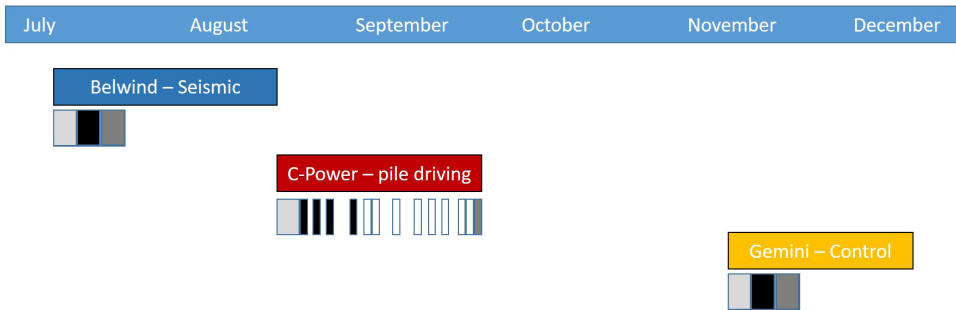 July August September October November December
Belwind – Seismic
C-Power – pile driving
Gemini – Control